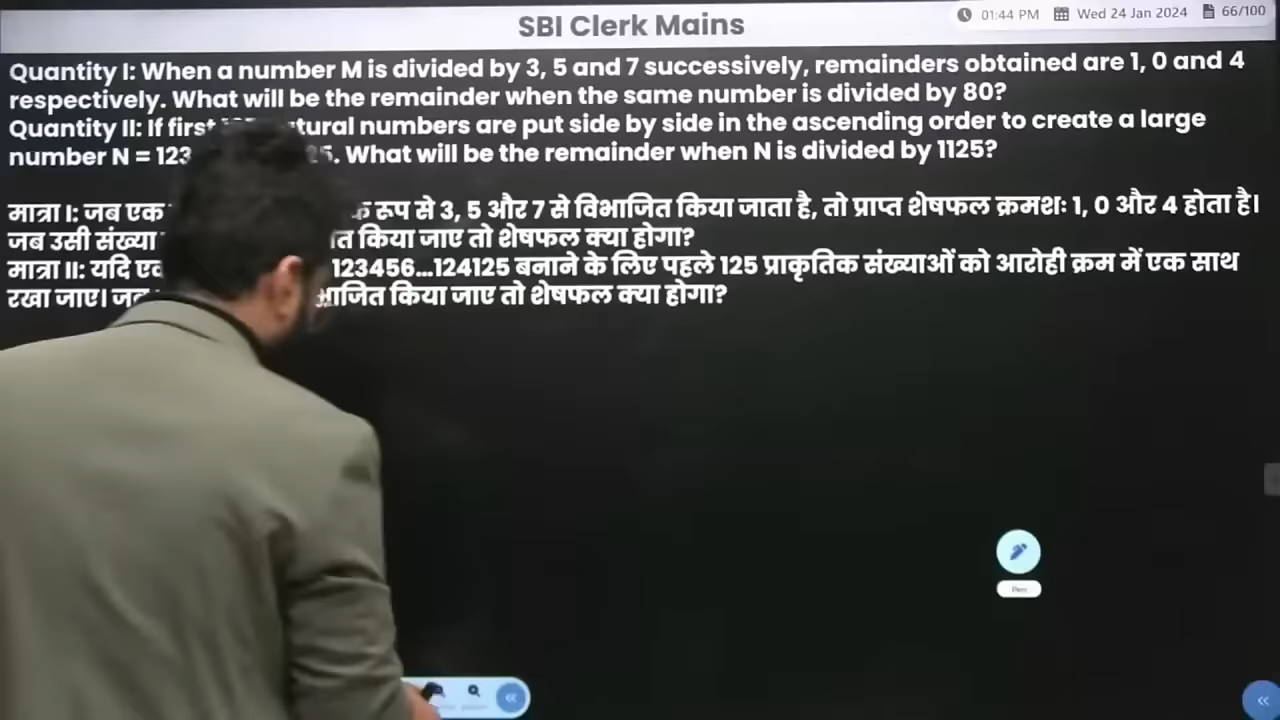 SBI Clerk Mains
01:44 PM Wed 24 Jan 2024 66/100
Quantity I: When a number M is divided by 3, 5 and 7 successively, remainders obtained are 1, 0 and 4
respectively. What will be the remainder when the same number is divided by 80?
Quantity II: If first natural numbers are put side by side in the ascending order to create a large
number N = 123 25. What will be the remainder when N is divided by 1125?
मात्रा I: जब एक रूप से 3, 5 और 7 से विभाजित किया जाता है, तो प्राप्त शेषफल क्रमशः 1, 0 और 4 होता है।
जब उसी संख्या किया जाए तो शेषफल क्या होगा?
मात्रा II: यदि 123456...124125 बनाने के लिए पहले 125 प्राकृतिक संख्याओं को आरोही क्रम में एक साथ
रखा जाए। किया जाए तो शेषफल क्या होगा?